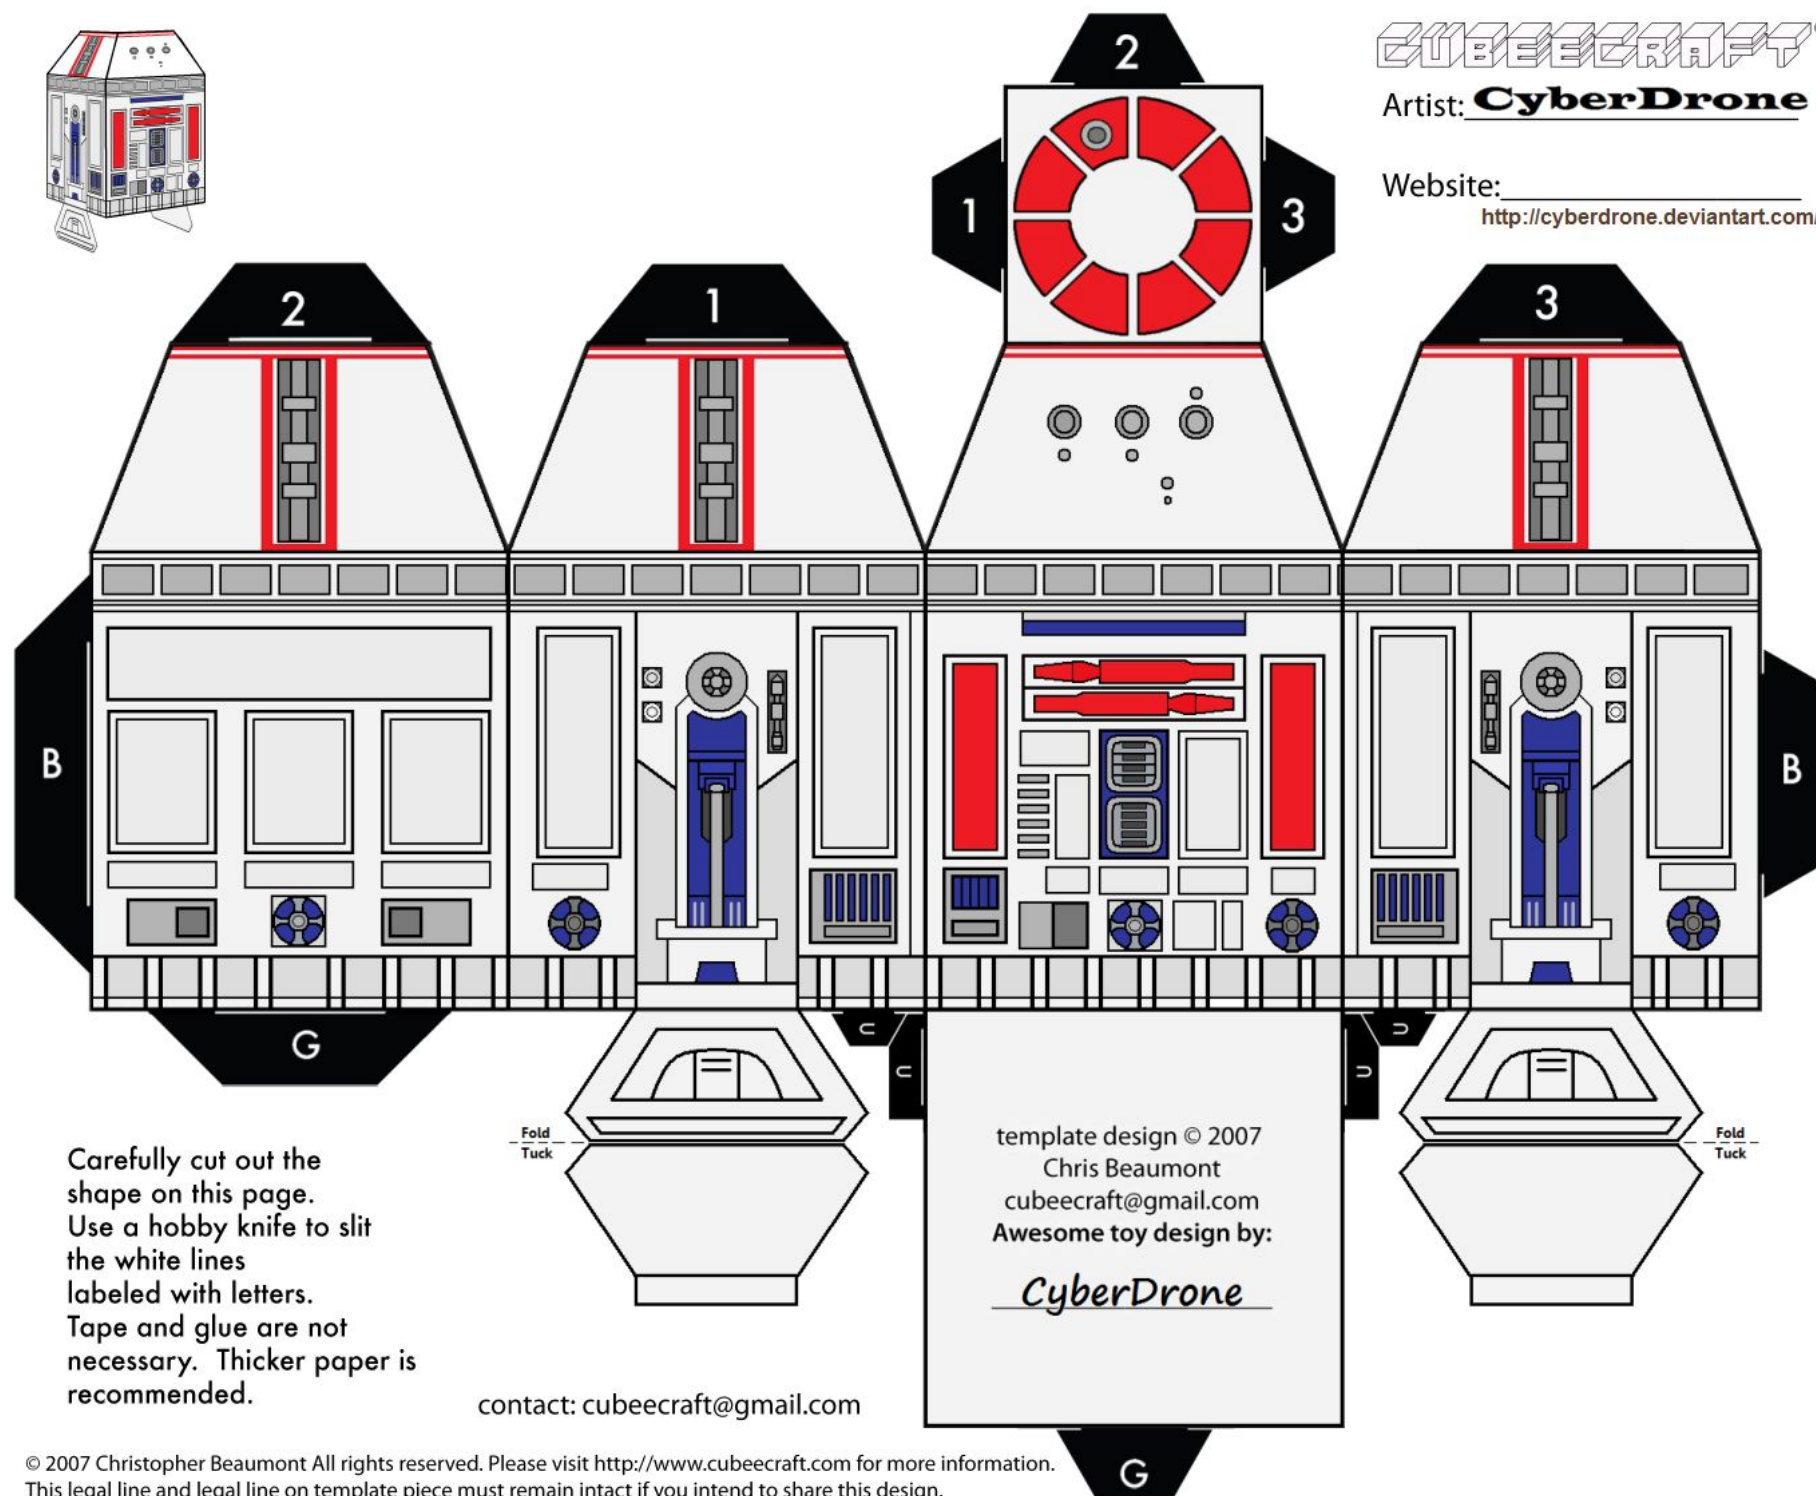 CUBEECRAFT
Artist: CyberDrone
Website:
http://cyberdrone.deviantart.com/
2
1
3
2
1
3
B
B
G
Fold
Tuck
Fold
Tuck
template design © 2007
Chris Beaumont
cubeecraft@gmail.com
Awesome toy design by:
CyberDrone
Carefully cut out the
shape on this page.
Use a hobby knife to slit
the white lines
labeled with letters.
Tape and glue are not
necessary. Thicker paper is
recommended.
contact: cubeecraft@gmail.com
G
© 2007 Christopher Beaumont All rights reserved. Please visit http://www.cubeecraft.com for more information.
This legal line and legal line on template piece must remain intact if you intend to share this design.